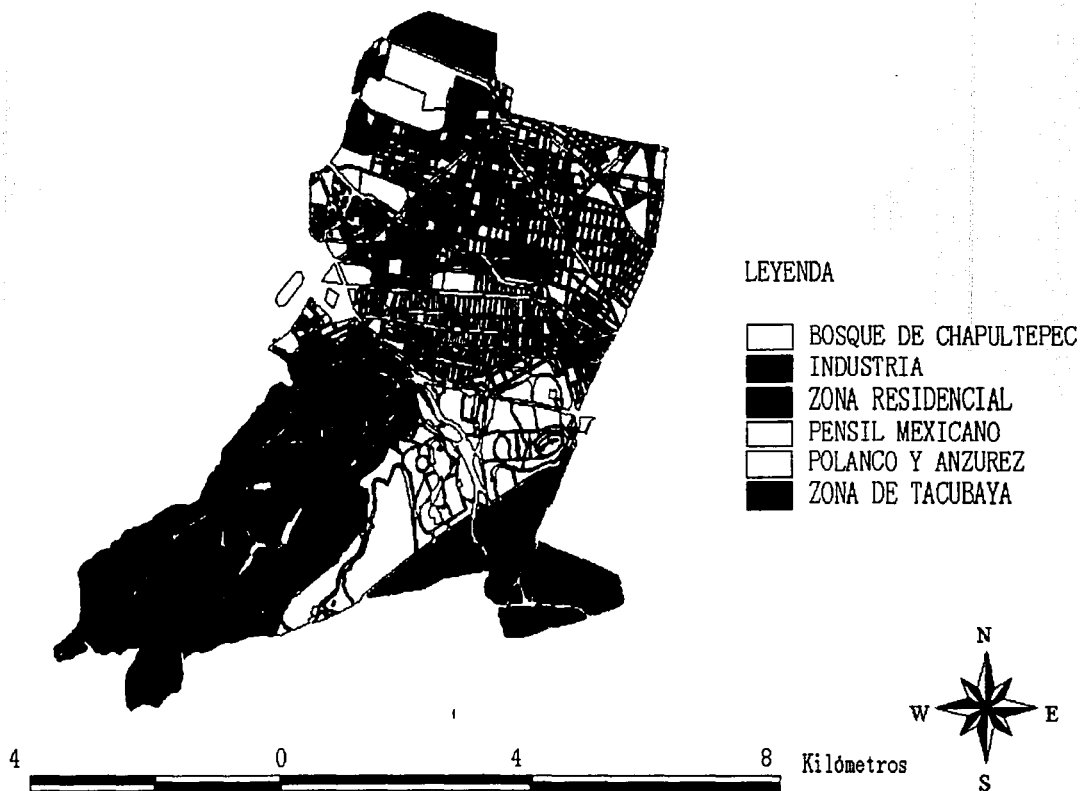 LEYENDA
BOSQUE DE CHAPULTEPEC
INDUSTRIA
ZONA RESIDENCIAL
PENSIL MEXICANO
POLANCO Y ANZUREZ
ZONA DE TACUBAYA
N
W E
S
4 0 4 8 Kilómetros